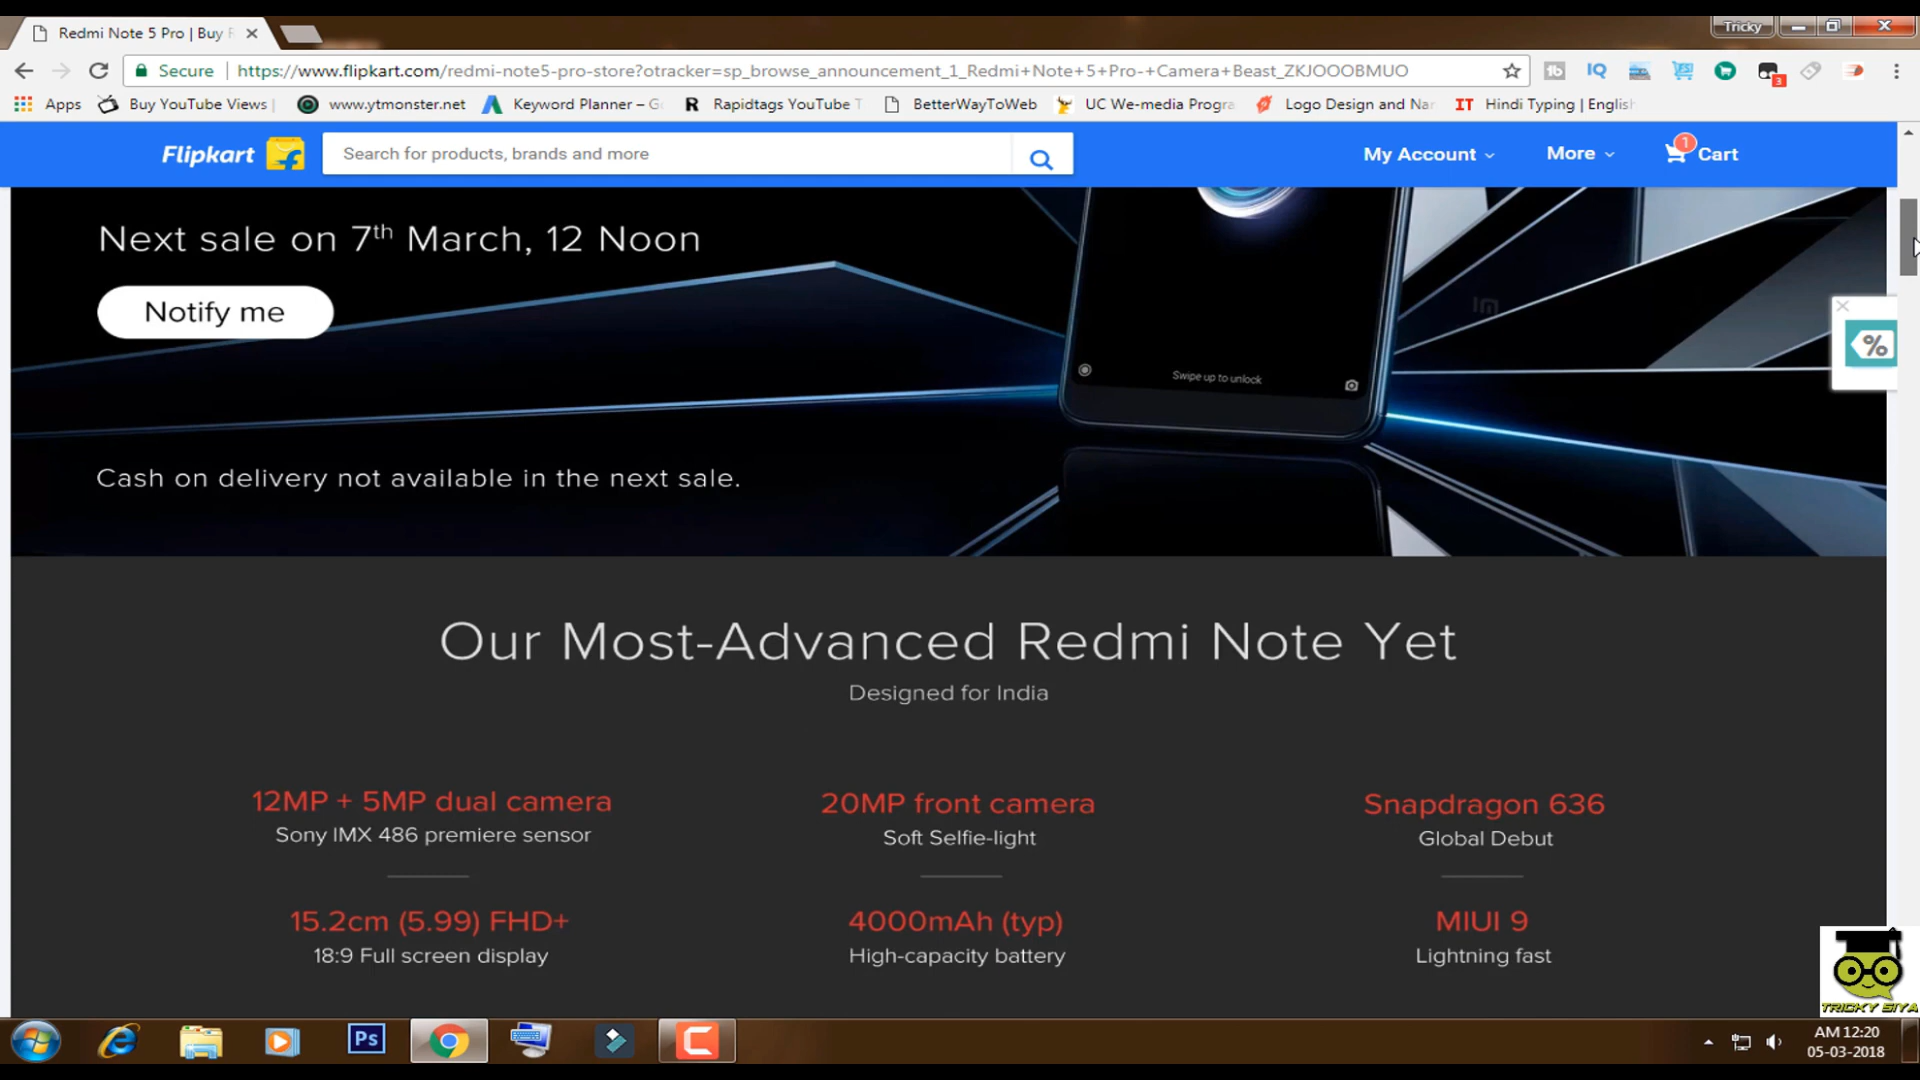 Redmi Note 5 Pro | Buy
Tricky
Secure
https://www.flipkart.com/redmi-note5-pro-store?otracker=sp_browse_announcement_1_Redmi+Note+5+Pro-+Camera+Beast_ZKJOOOBMUO
Apps
Buy YouTube Views |
www.ytmonster.net
Keyword Planner – G
Rapidtags YouTube T
BetterWayToWeb
UC We-media Progra
Logo Design and Na
IT
Hindi Typing | English
Flipkart
Search for products, brands and more
My Account
More
1
Cart
Next sale on 7th March, 12 Noon
Notify me
Swipe up to unlock
%
Cash on delivery not available in the next sale.
Our Most-Advanced Redmi Note Yet
Designed for India
12MP + 5MP dual camera
Sony IMX 486 premiere sensor
20MP front camera
Soft Selfie-light
Snapdragon 636
Global Debut
15.2cm (5.99) FHD+
18:9 Full screen display
4000mAh (typ)
High-capacity battery
MIUI 9
Lightning fast
TRICKY SIYA
Ps
AM 12:20
05-03-2018